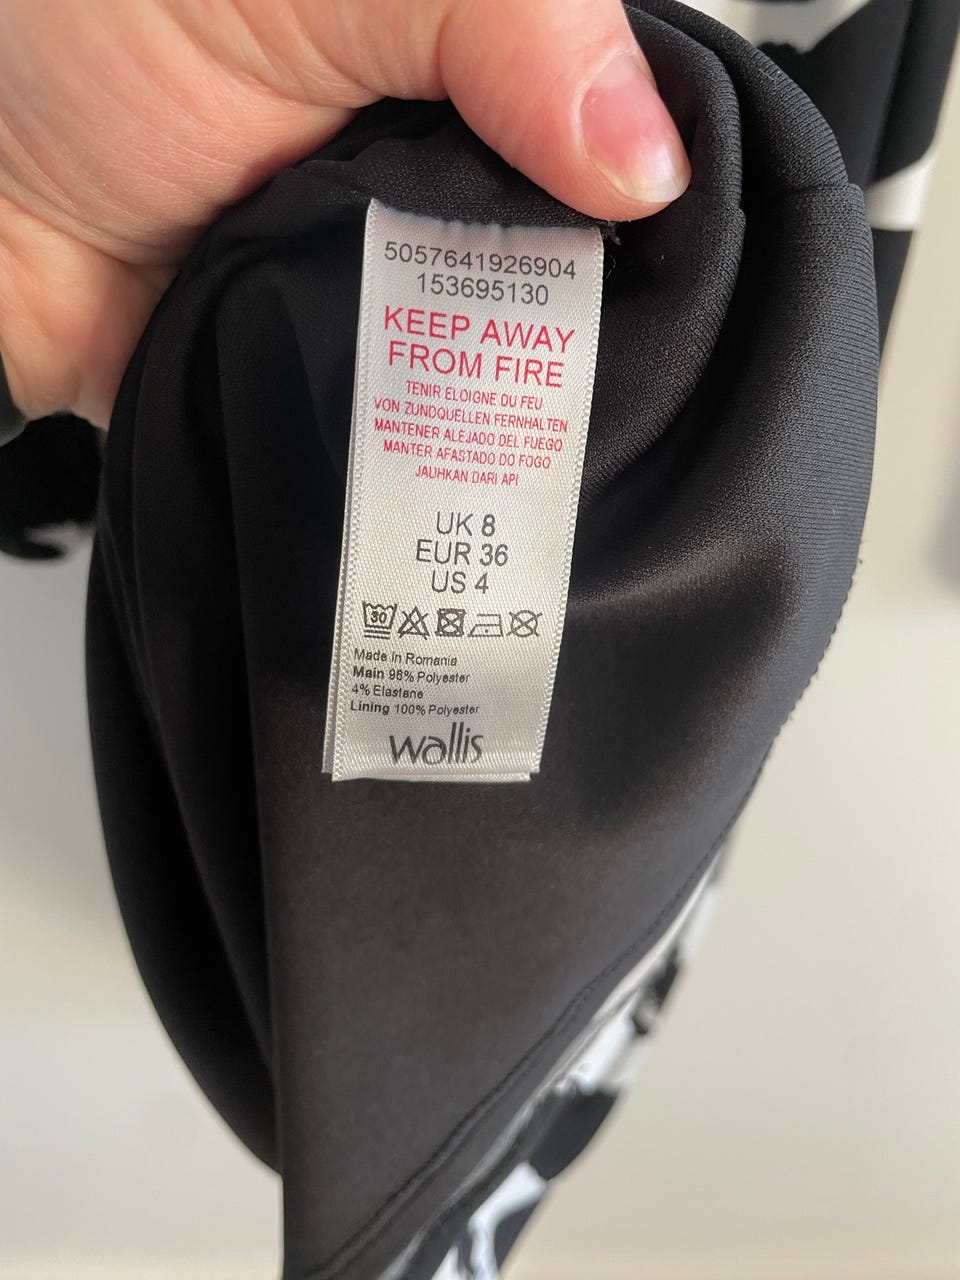 5057641926904
153695130
KEEP AWAY
FROM FIRE
TENIR ELOIGNE DU FEU
VON ZUNDQUELLEN FERNHALTEN
MANTENER ALEJADO DEL FUEGO
MANTER AFASTADO DO FOGO
JAUHKAN DARI API
UK 8
EUR 36
US 4
30
Made in Romania
Main 96% Polyester
4% Elastane
Lining 100% Polyester
wallis